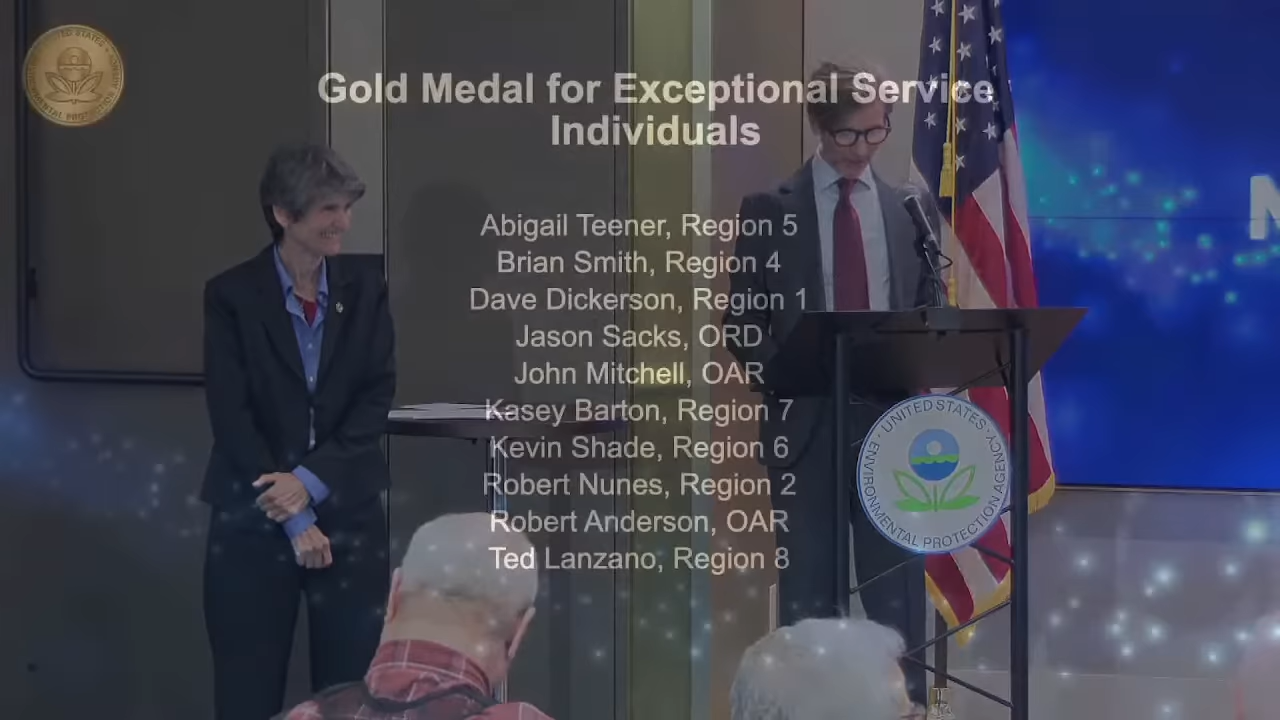 Gold Medal for Exceptional Service
Individuals
Abigail Teener, Region 5
Brian Smith, Region 4
Dave Dickerson, Region 1
Jason Sacks, ORD
John Mitchell, OAR
Kasey Barton, Region 7
Kevin Shade, Region 6
Robert Nunes, Region 2
Robert Anderson, OAR
Ted Lanzano, Region 8
UNITED STATES
ENVIRONMENTAL PROTECTION AGENCY